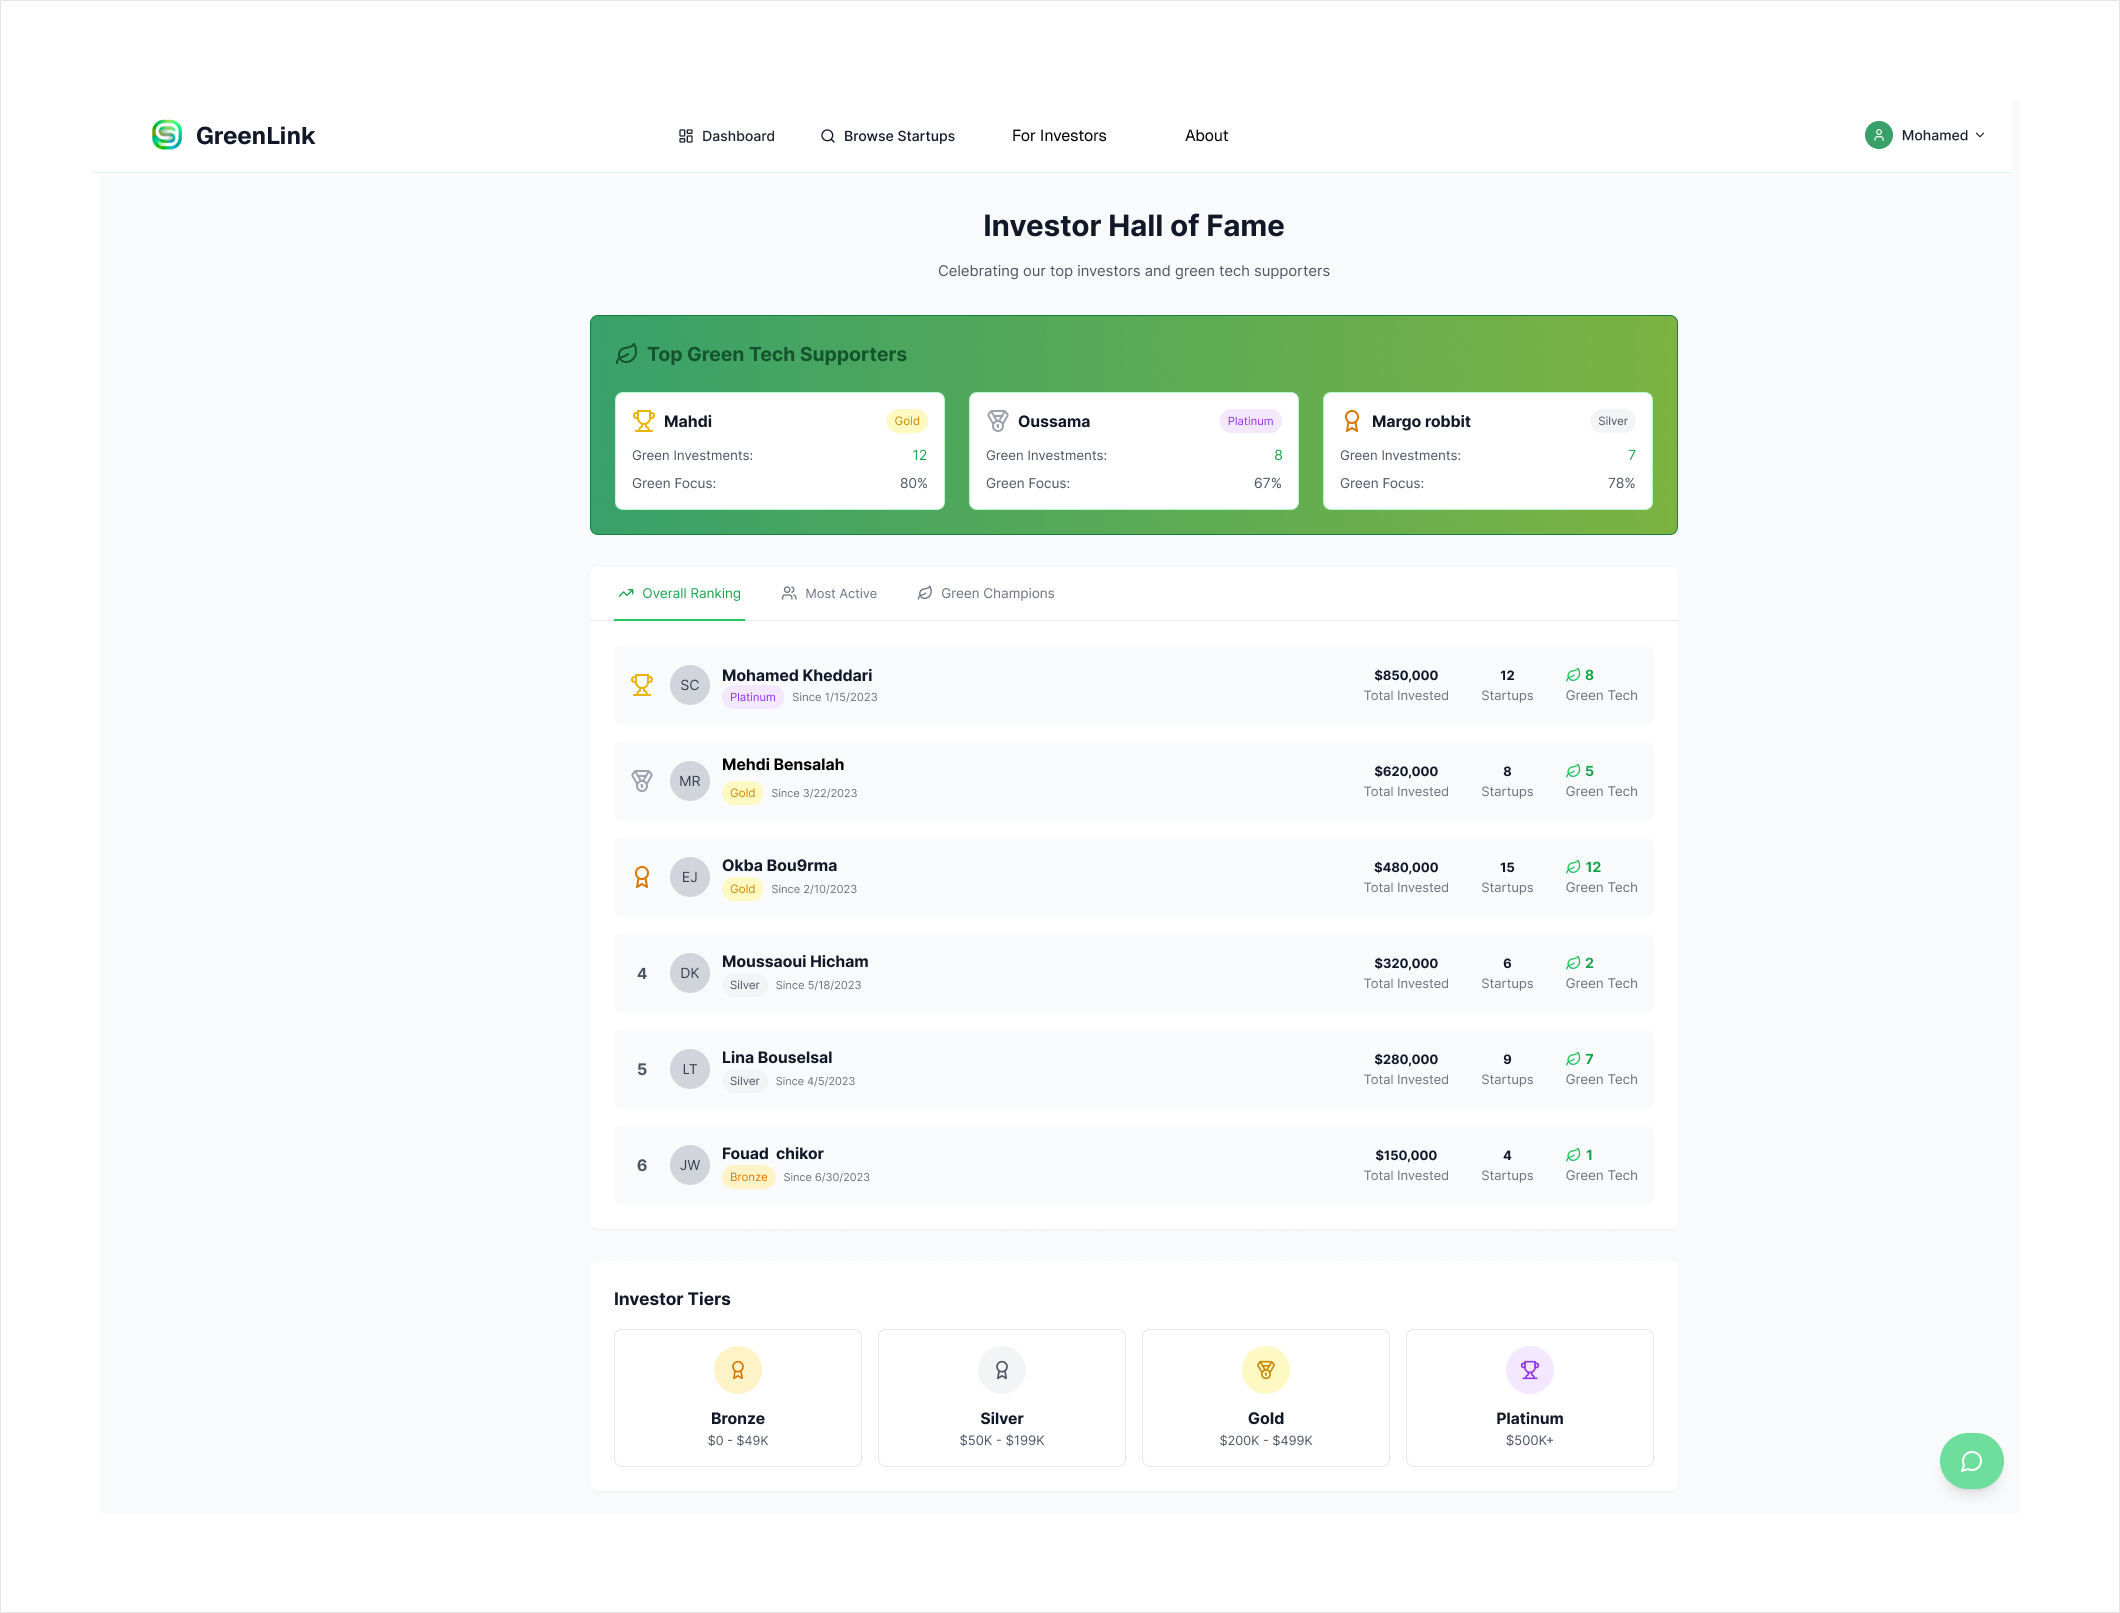 GreenLink
Dashboard
Browse Startups
For Investors
About
Mohamed
Investor Hall of Fame
Celebrating our top investors and green tech supporters
Top Green Tech Supporters
Mahdi
Gold
Green Investments:
12
Green Focus:
80%
Oussama
Platinum
Green Investments:
8
Green Focus:
67%
Margo robbit
Silver
Green Investments:
7
Green Focus:
78%
Overall Ranking
Most Active
Green Champions
SC
Mohamed Kheddari
Platinum
Since 1/15/2023
$850,000
Total Invested
12
Startups
8
Green Tech
MR
Mehdi Bensalah
Gold
Since 3/22/2023
$620,000
Total Invested
8
Startups
5
Green Tech
EJ
Okba Bou9rma
Gold
Since 2/10/2023
$480,000
Total Invested
15
Startups
12
Green Tech
4
DK
Moussaoui Hicham
Silver
Since 5/18/2023
$320,000
Total Invested
6
Startups
2
Green Tech
5
LT
Lina Bouselsal
Silver
Since 4/5/2023
$280,000
Total Invested
9
Startups
7
Green Tech
6
JW
Fouad  chikor
Bronze
Since 6/30/2023
$150,000
Total Invested
4
Startups
1
Green Tech
Investor Tiers
Bronze
$0 - $49K
Silver
$50K - $199K
Gold
$200K - $499K
Platinum
$500K+